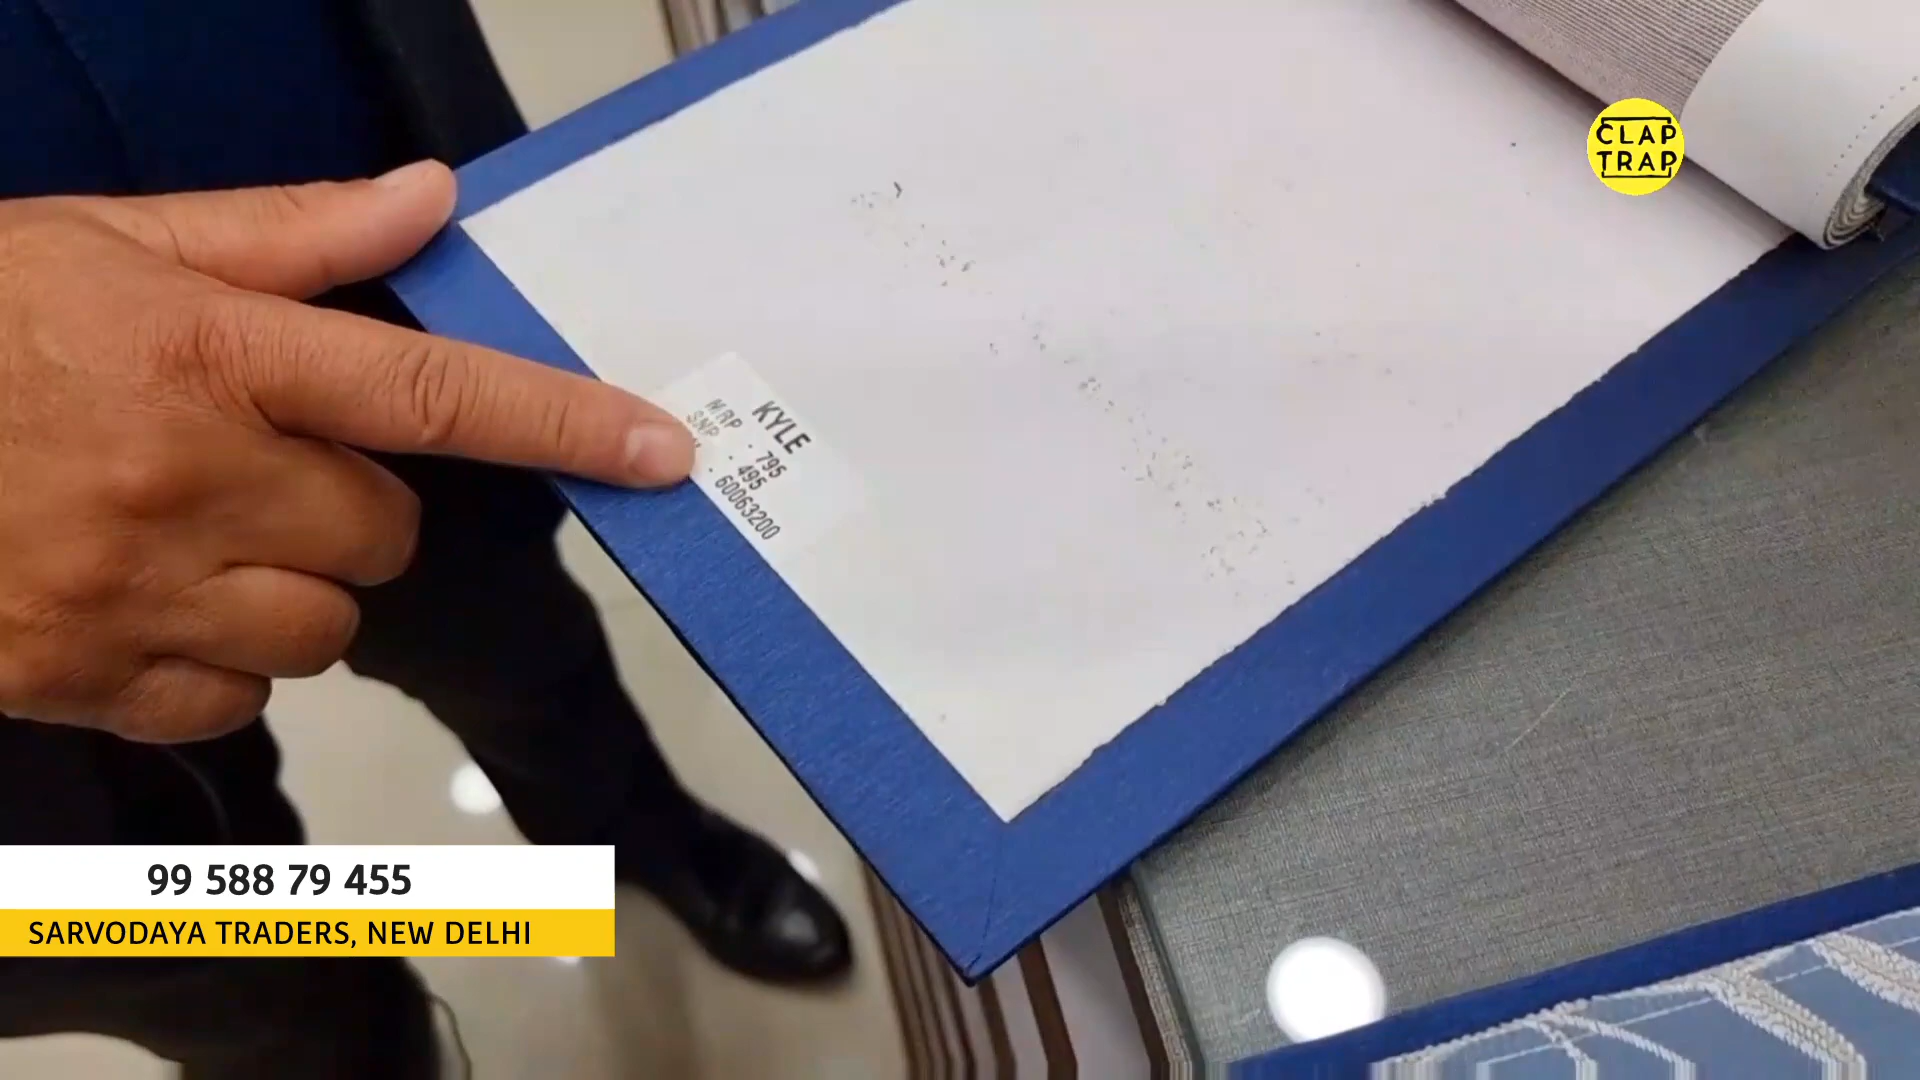 CLAP
TRAP
KYLE
MRP . 795
SNP . 495
. 60063200
99 588 79 455
SARVODAYA TRADERS, NEW DELHI